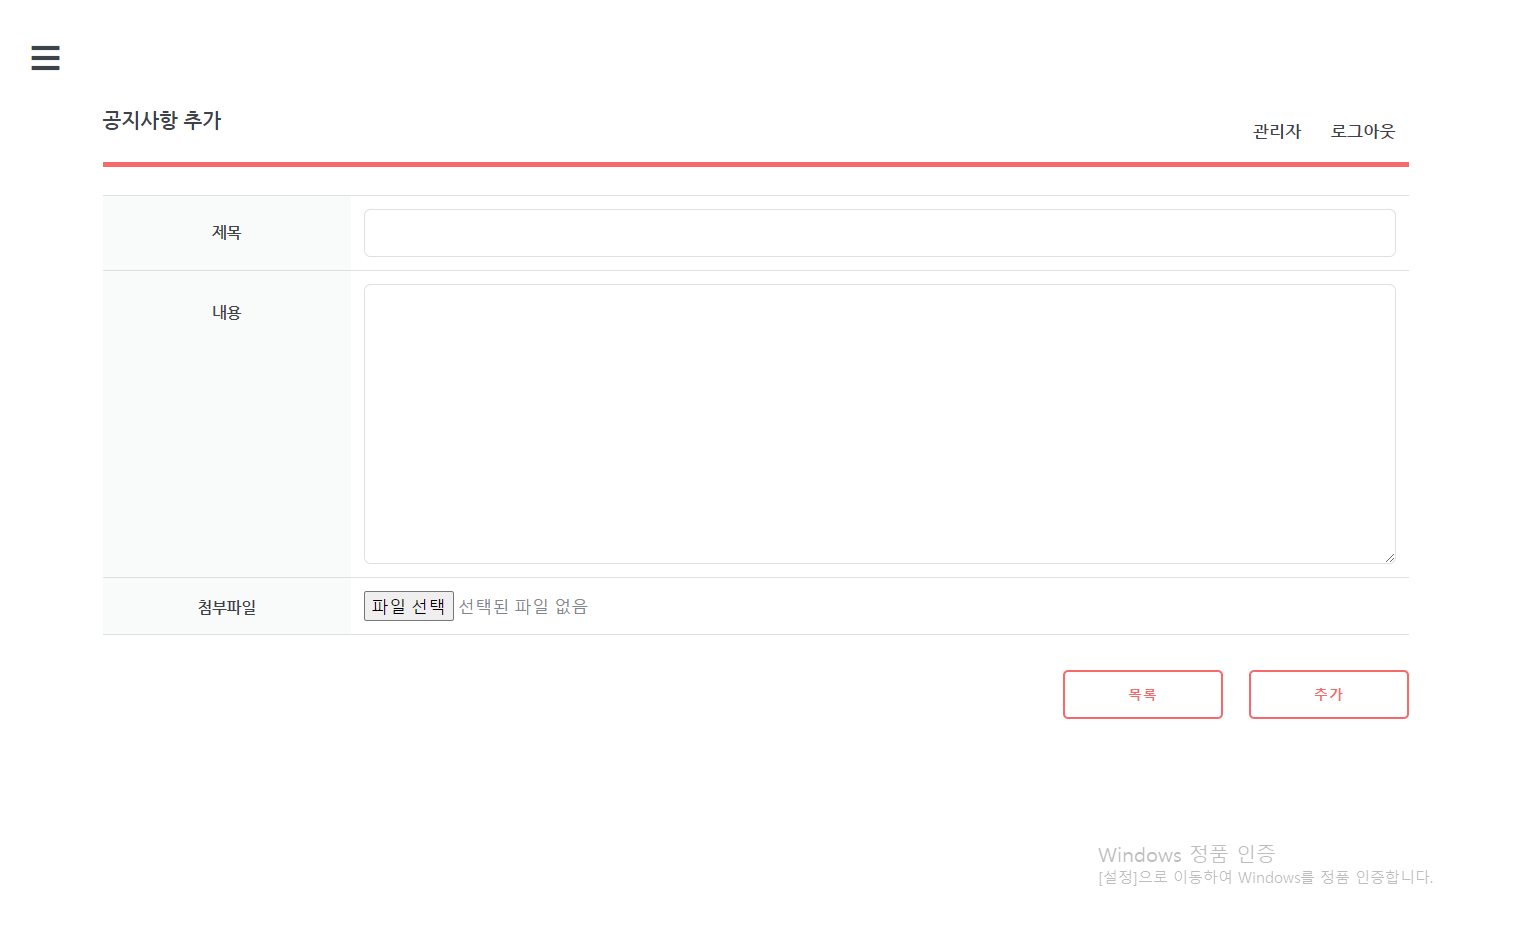 공지사항 추가
관리자 로그아웃
제목
내용
첨부파일 파일 선택 선택된 파일 없음
목록 추가
Windows 정품 인증
[설정]으로 이동하여 Windows를 정품 인증합니다.